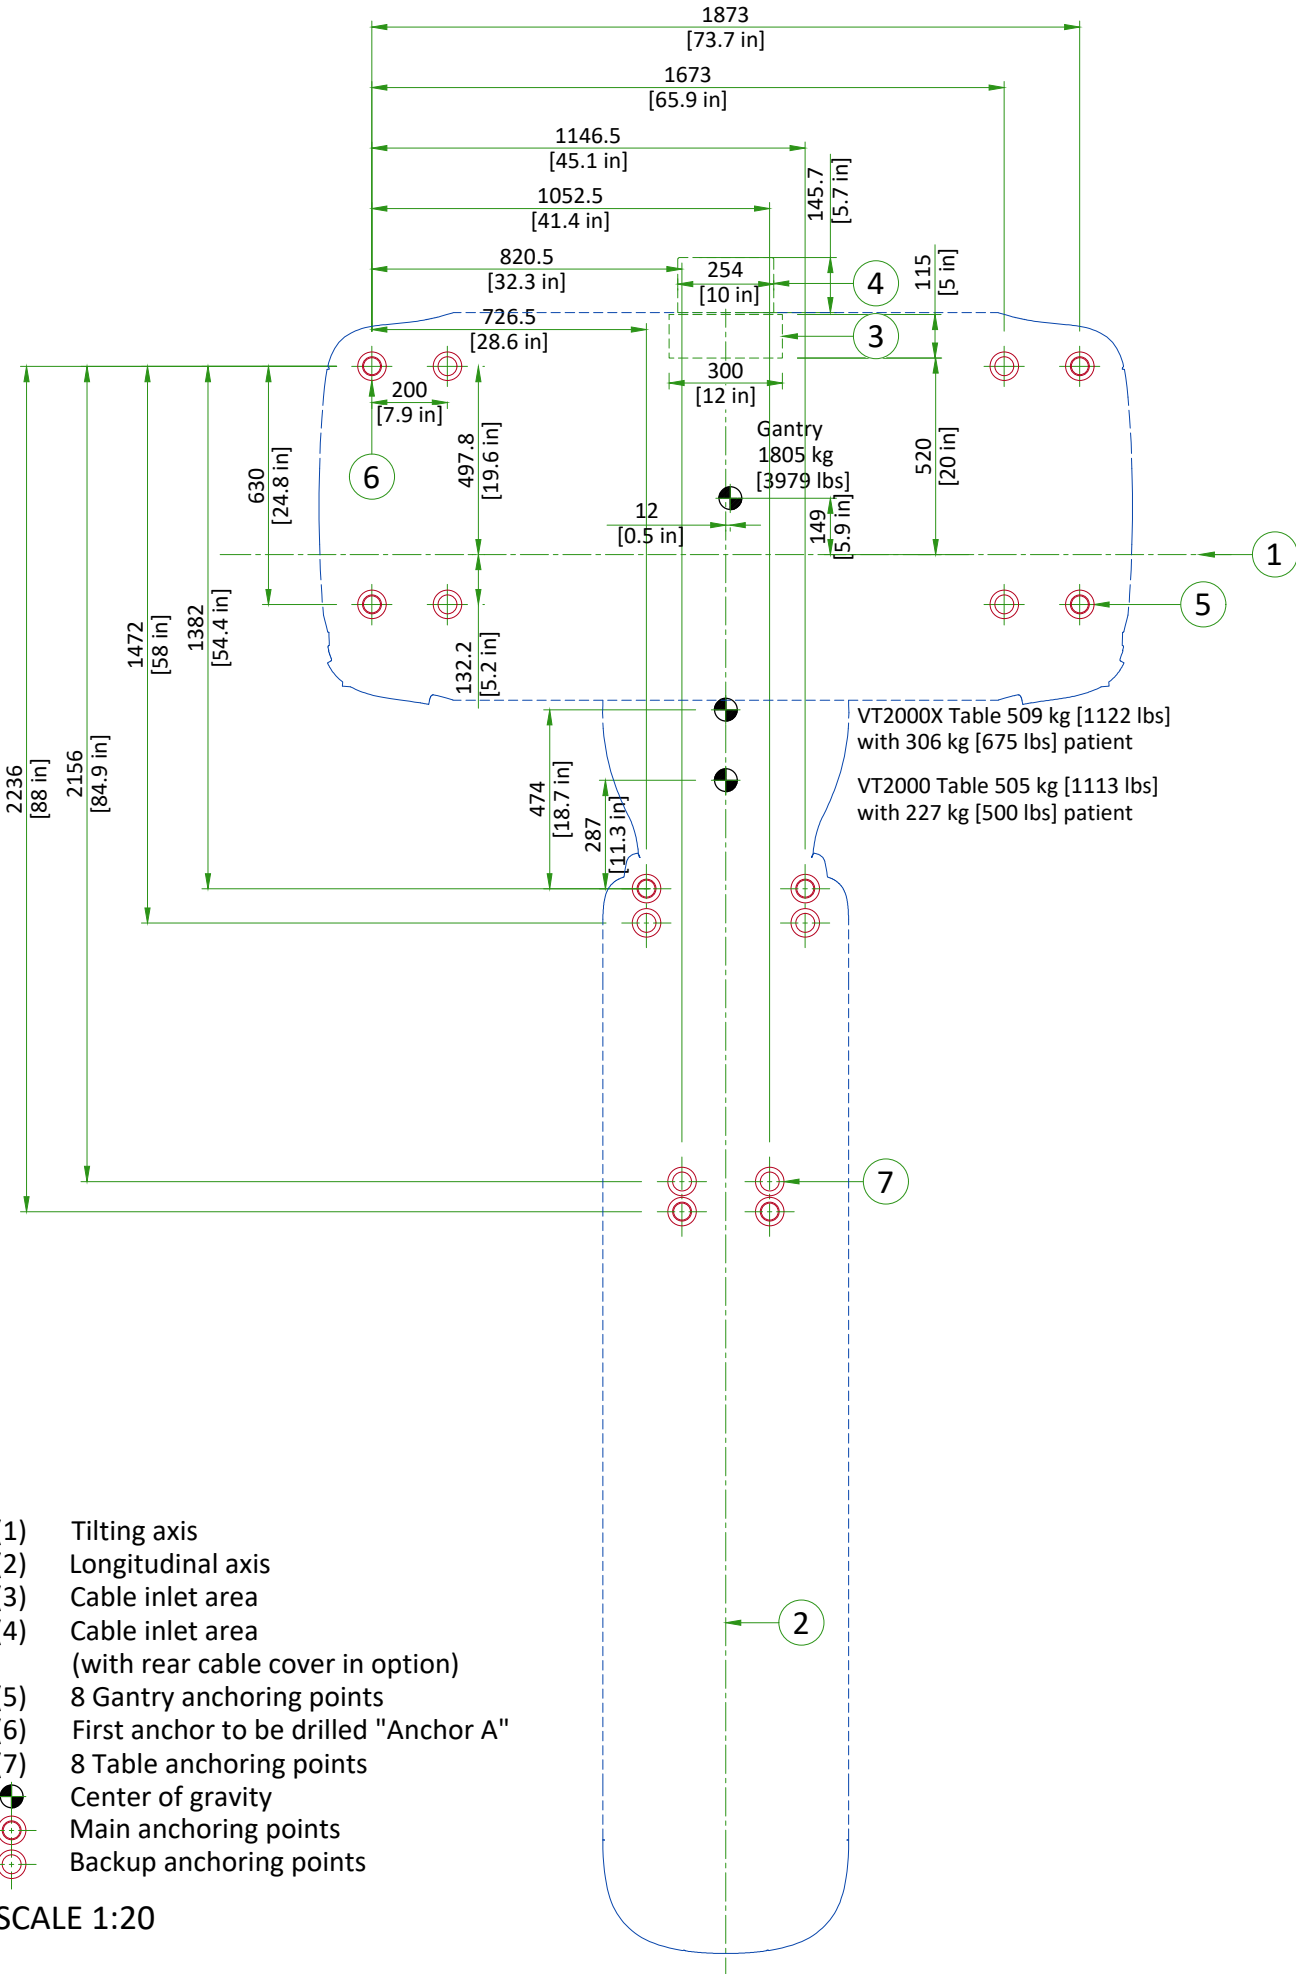 1873
[73.7 in]
1673
[65.9 in]
1146.5
[45.1 in]
145.7
[5.7 in]
1052.5
[41.4 in]
820.5
[32.3 in]
254
[10 in]
4
115
[5 in]
726.5
[28.6 in]
3
300
[12 in]
200
[7.9 in]
6
497.8
[19.6 in]
630
[24.8 in]
Gantry
1805 kg
[3979 lbs]
520
[20 in]
12
[0.5 in]
149
[5.9 in]
1
5
1382
[54.4 in]
1472
[58 in]
132.2
[5.2 in]
2156
[84.9 in]
2236
[88 in]
474
[18.7 in]
287
[11.3 in]
VT2000X Table 509 kg [1122 lbs]
with 306 kg [675 lbs] patient
VT2000 Table 505 kg [1113 lbs]
with 227 kg [500 lbs] patient
7
2
(1) Tilting axis
(2) Longitudinal axis
(3) Cable inlet area
(4) Cable inlet area
(with rear cable cover in option)
(5) 8 Gantry anchoring points
(6) First anchor to be drilled "Anchor A"
(7) 8 Table anchoring points
Center of gravity
Main anchoring points
Backup anchoring points
SCALE 1:20